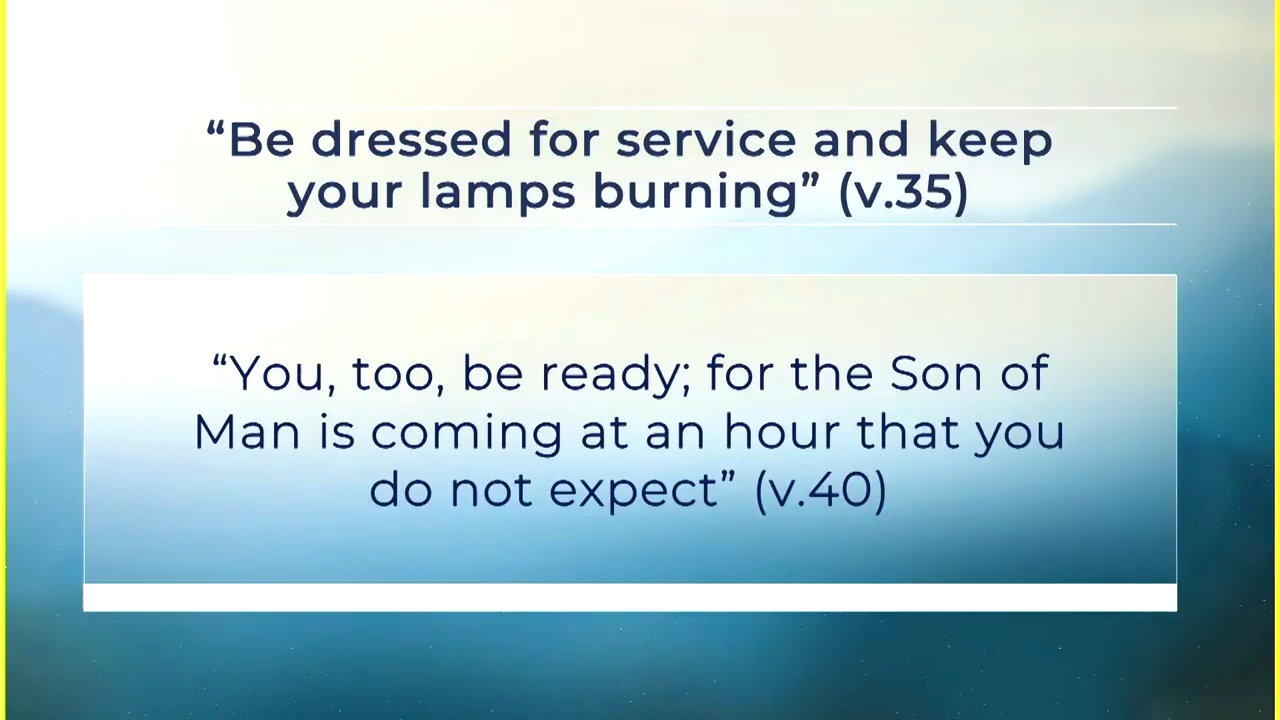 “Be dressed for service and keep
your lamps burning” (v.35)
“You, too, be ready; for the Son of
Man is coming at an hour that you
do not expect” (v.40)